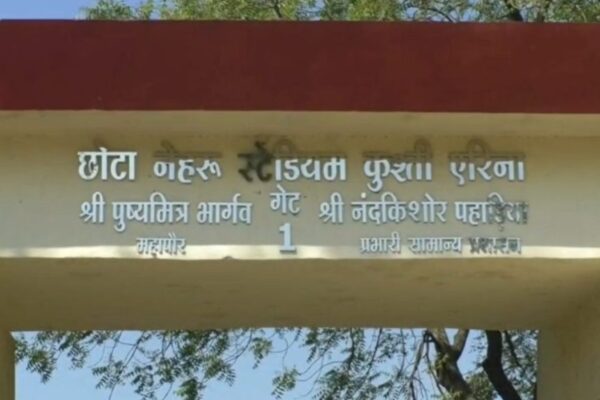 छोटा नेहरू स्टेडियम कुश्ती एरिना
श्री पुष्यमित्र भार्गव गेट श्री नंदकिशोर पहाड़िया
महापौर 1 प्रभारी सामान्य प्रशासन